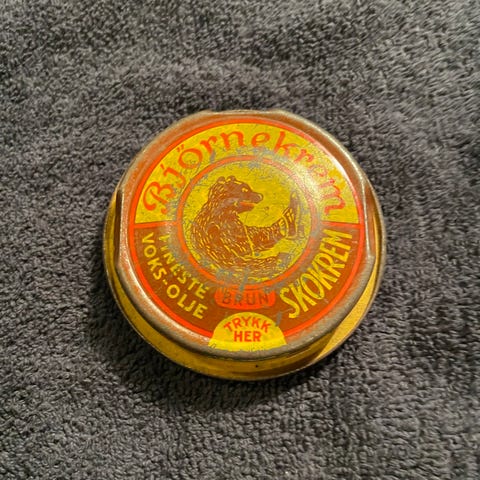 Björnekrem
FINESTE
VOKS-OLJE
BRUN
SKOKREM
TRYKK
HER